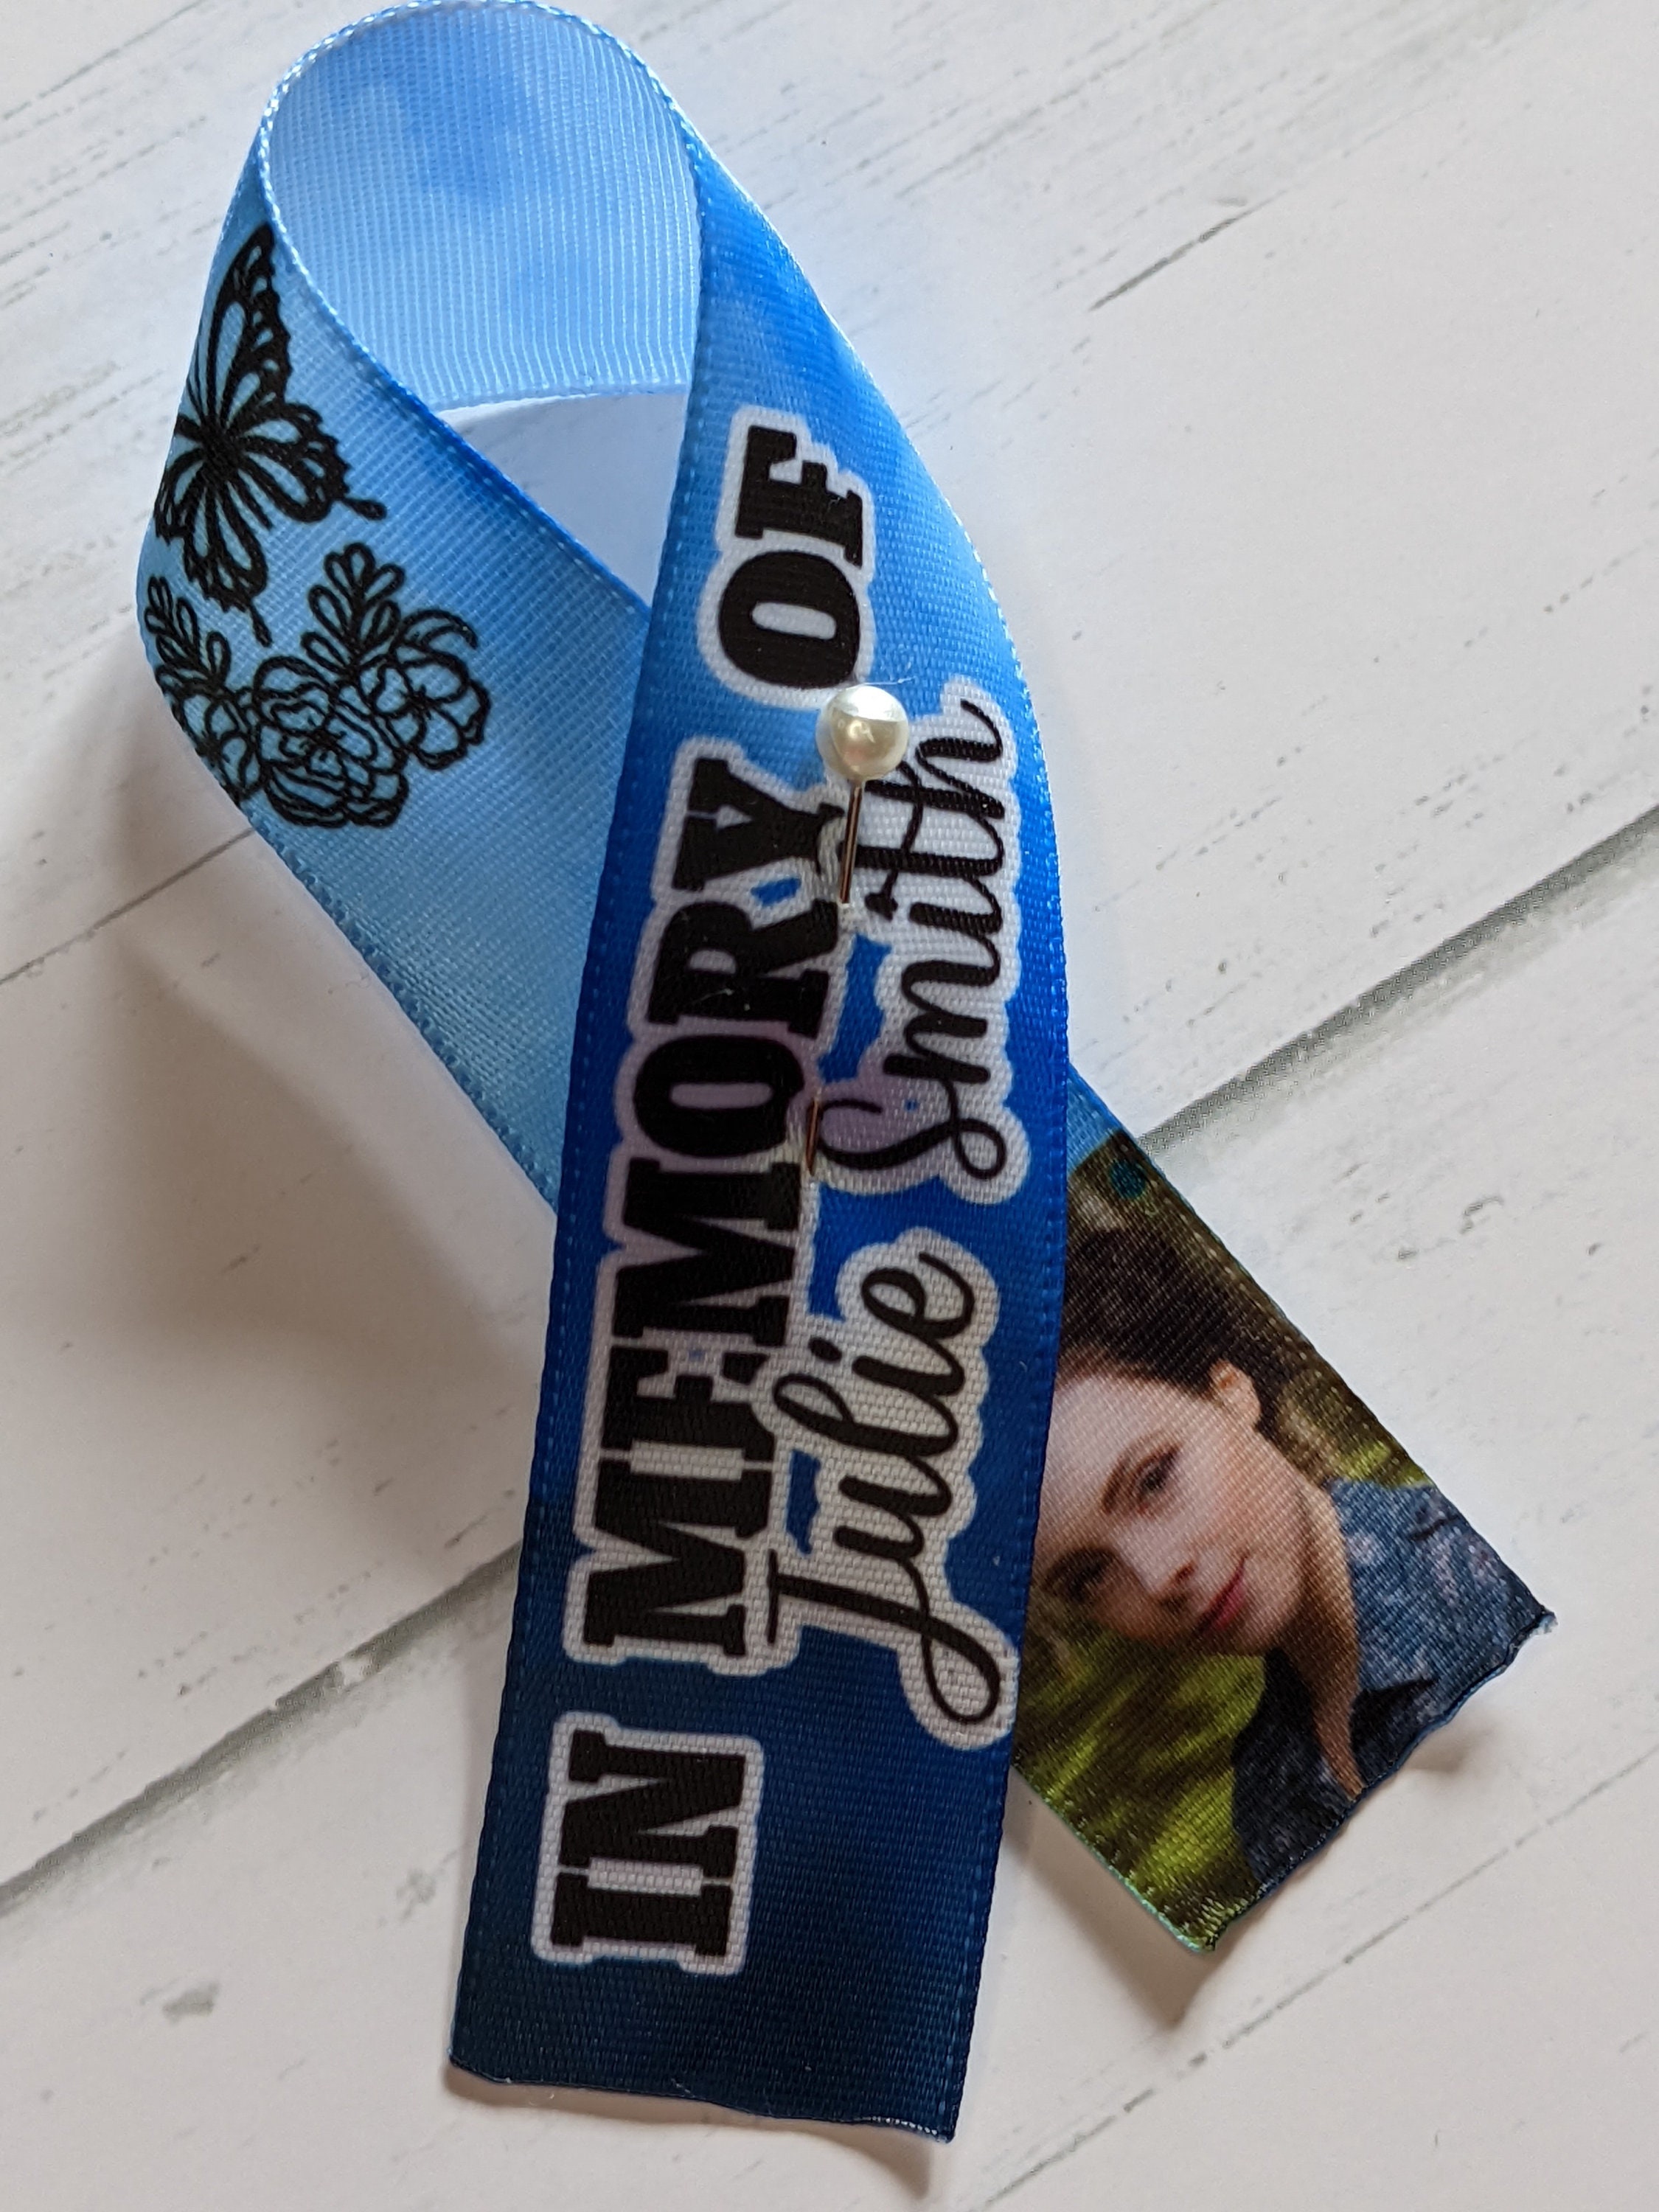 IN MEMORY OF
Julie Smith